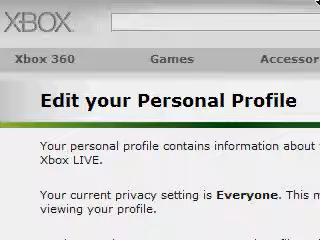 XBOX
Xbox 360 Games Accessor
Edit your Personal Profile
Your personal profile contains information about
Xbox LIVE.
Your current privacy setting is Everyone. This m
viewing your profile.